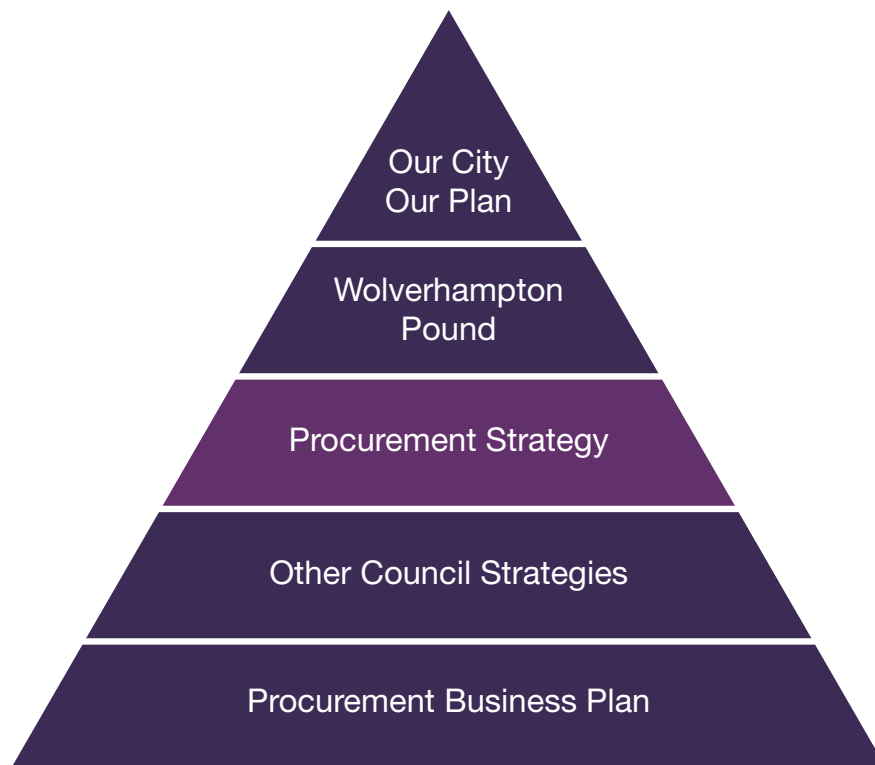 Our City
Our Plan
Wolverhampton
Pound
Procurement Strategy
Other Council Strategies
Procurement Business Plan